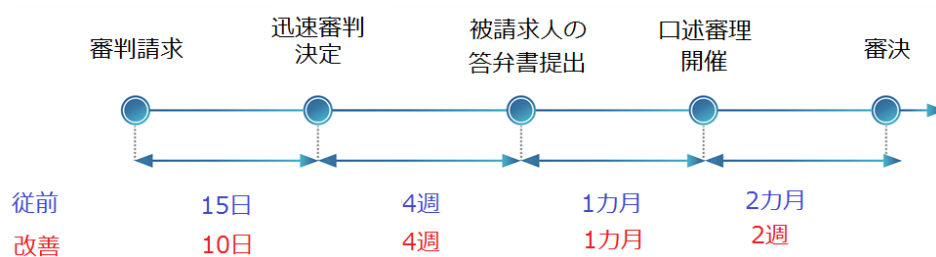 審判請求
迅速審判
決定
被請求人の
答弁書提出
口述審理
開催
審決
従前 15日 4週 1カ月 2カ月
改善 10日 4週 1カ月 2週